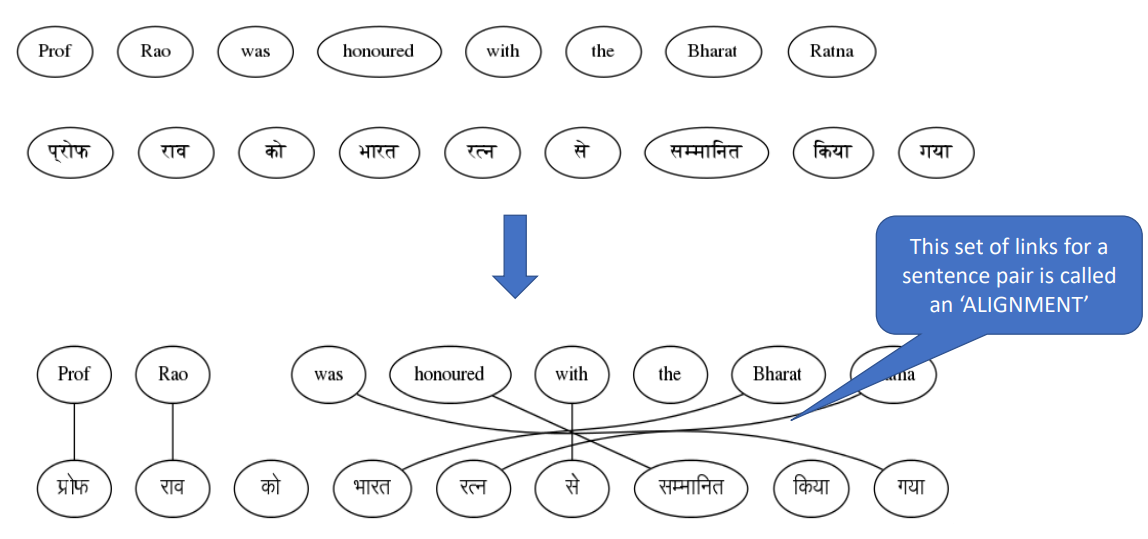 Prof Rao was honoured with the Bharat Ratna
प्रोफ राव को भारत रत्न से सम्मानित किया गया
This set of links for a
sentence pair is called
an ‘ALIGNMENT’
Prof Rao was honoured with the Bharat
प्रोफ राव को भारत रत्न से सम्मानित किया गया